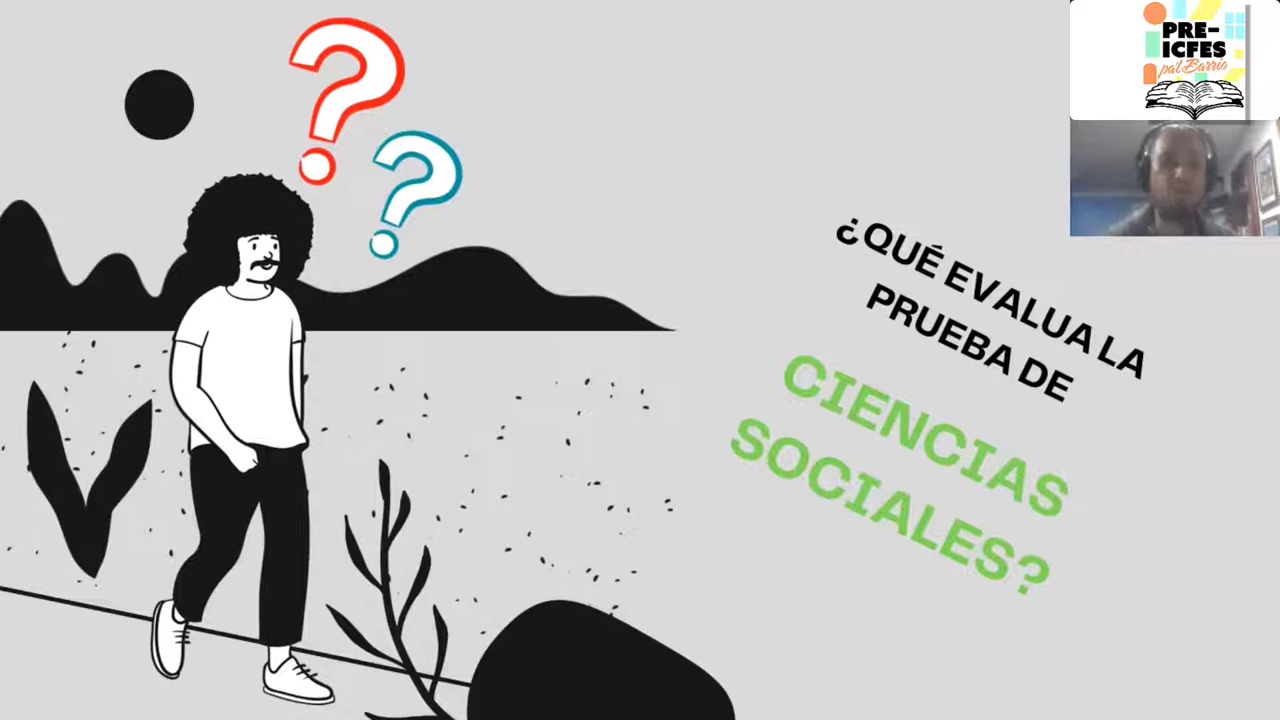 PRE-
ICFES
pa'l Barrio
¿QUÉ EVALUA LA
PRUEBA DE
CIENCIAS
SOCIALES?